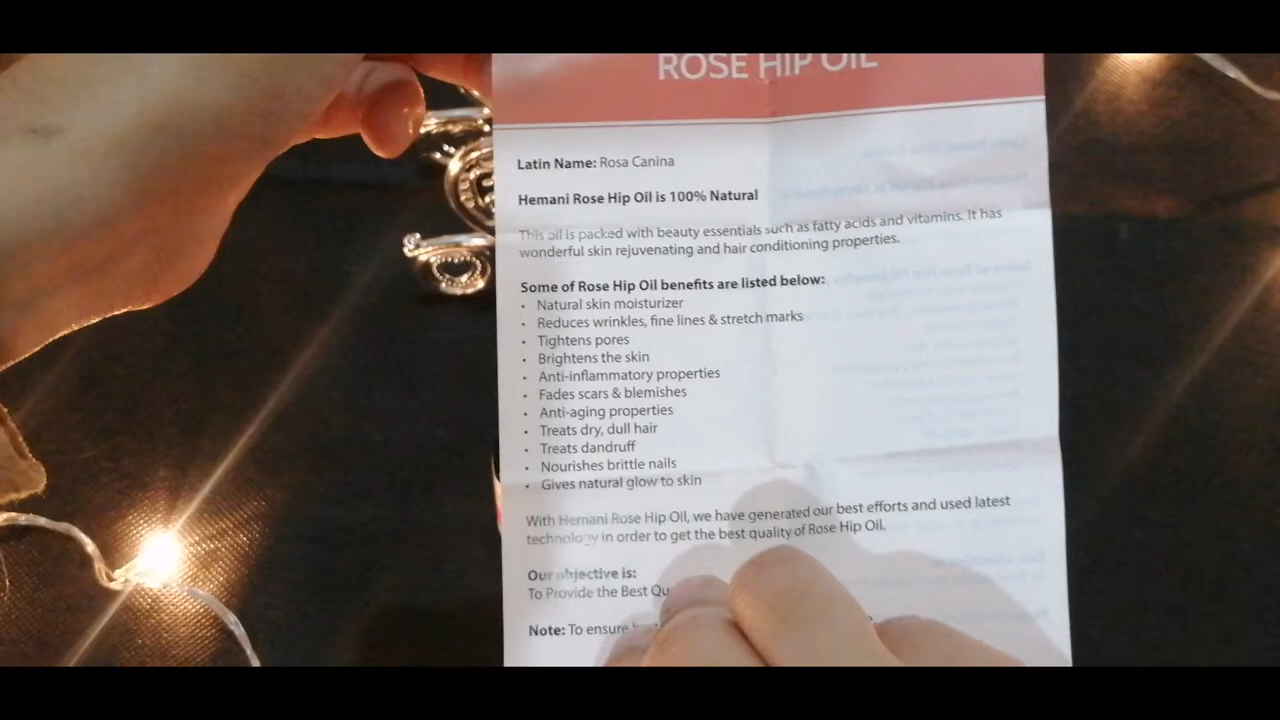 ROSE HIP OIL
Latin Name: Rosa Canina
Hemani Rose Hip Oil is 100% Natural
This oil is packed with beauty essentials such as fatty acids and vitamins. It has
wonderful skin rejuvenating and hair conditioning properties.
Some of Rose Hip Oil benefits are listed below:
• Natural skin moisturizer
• Reduces wrinkles, fine lines & stretch marks
• Tightens pores
• Brightens the skin
• Anti-inflammatory properties
• Fades scars & blemishes
• Anti-aging properties
• Treats dry, dull hair
• Treats dandruff
• Nourishes brittle nails
• Gives natural glow to skin
With Hemani Rose Hip Oil, we have generated our best efforts and used latest
technology in order to get the best quality of Rose Hip Oil.
Our objective is:
To Provide the Best Qu
Note: To ensure